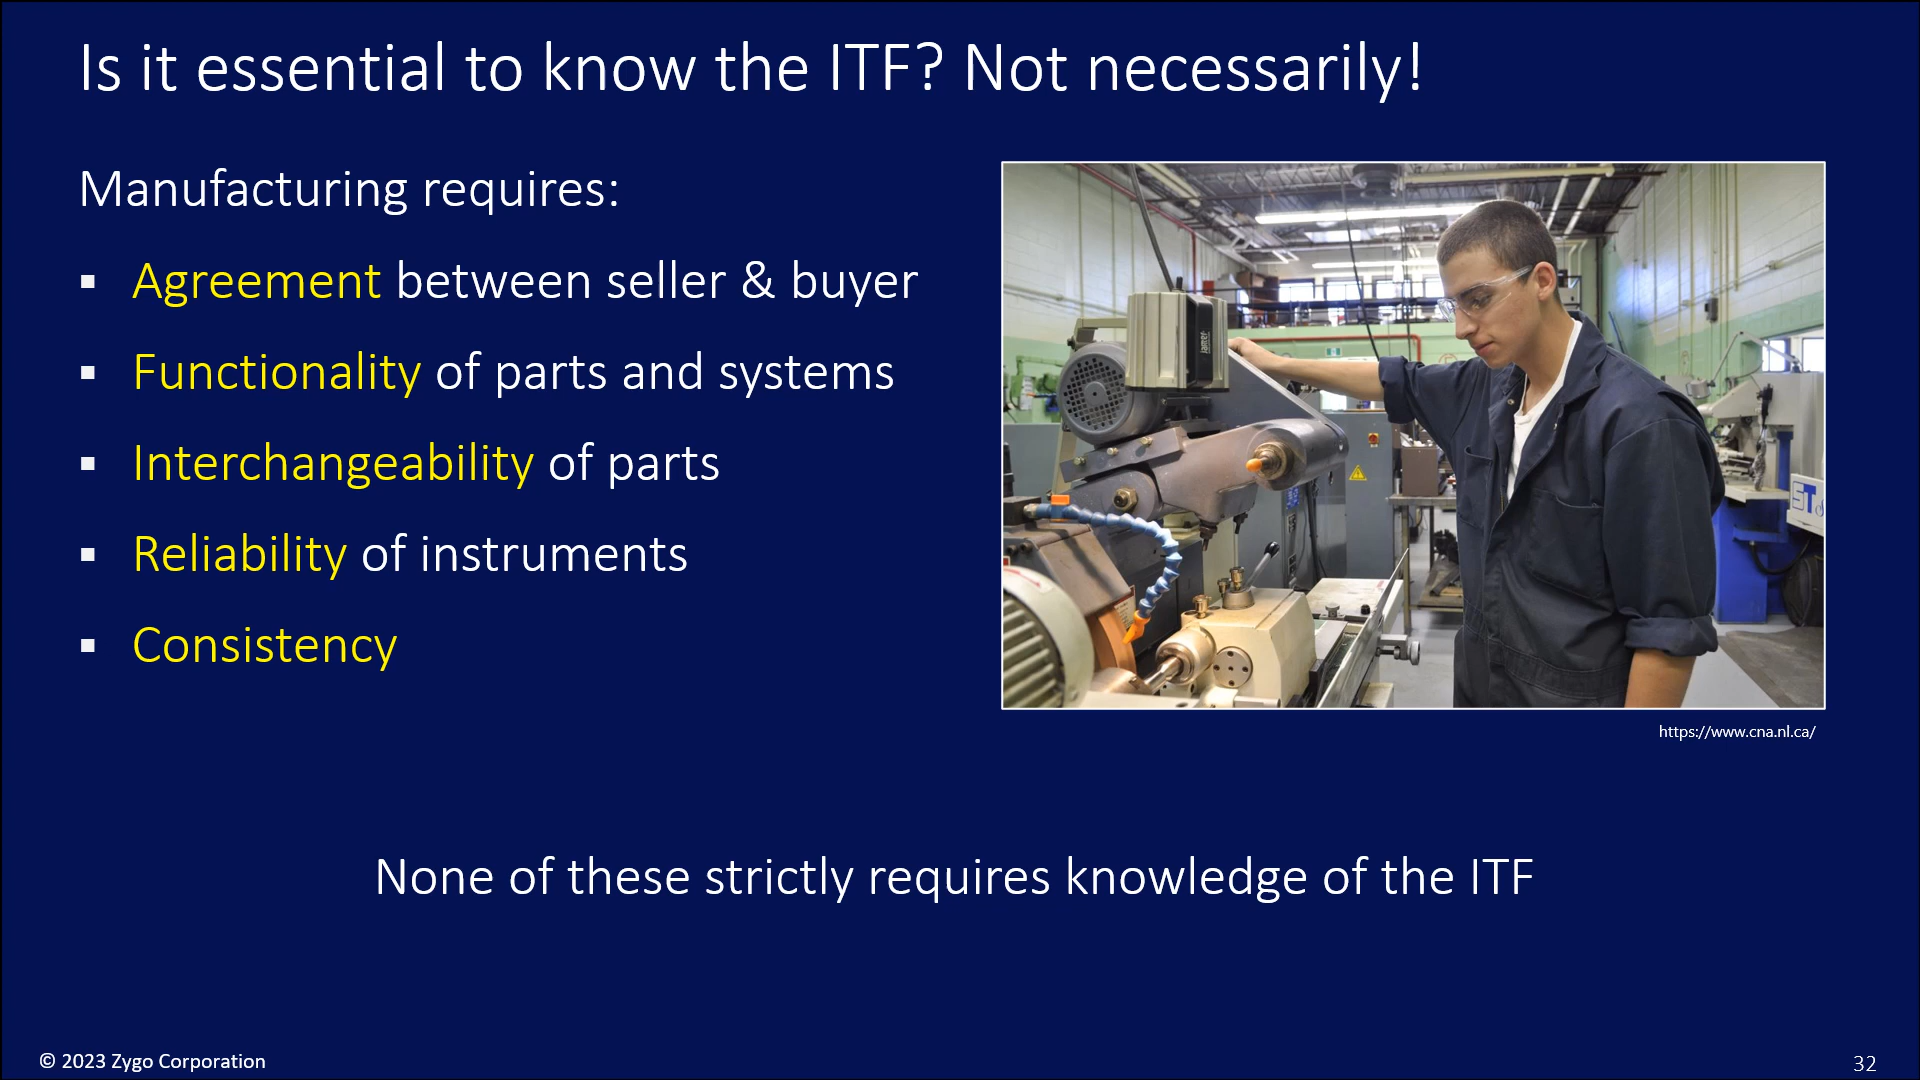 Is it essential to know the ITF? Not necessarily!
Manufacturing requires:
▪ Agreement between seller & buyer
▪ Functionality of parts and systems
▪ Interchangeability of parts
▪ Reliability of instruments
▪ Consistency
https://www.cna.nl.ca/
None of these strictly requires knowledge of the ITF
© 2023 Zygo Corporation
32